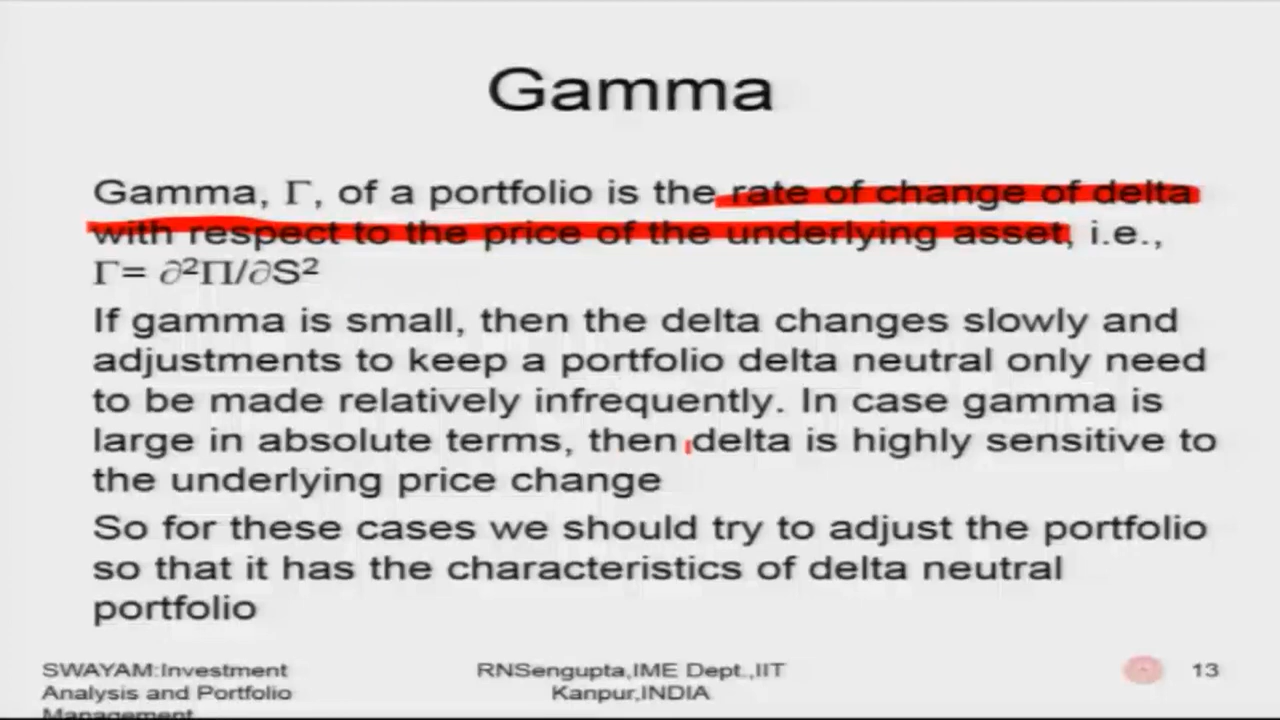 Gamma
Gamma, Γ, of a portfolio is the rate of change of delta
with respect to the price of the underlying asset, i.e.,
Γ= ∂²Π/∂S²
If gamma is small, then the delta changes slowly and
adjustments to keep a portfolio delta neutral only need
to be made relatively infrequently. In case gamma is
large in absolute terms, then delta is highly sensitive to
the underlying price change
So for these cases we should try to adjust the portfolio
so that it has the characteristics of delta neutral
portfolio
SWAYAM:Investment
Analysis and Portfolio
Management
RNSengupta,IME Dept.,IIT
Kanpur,INDIA
13